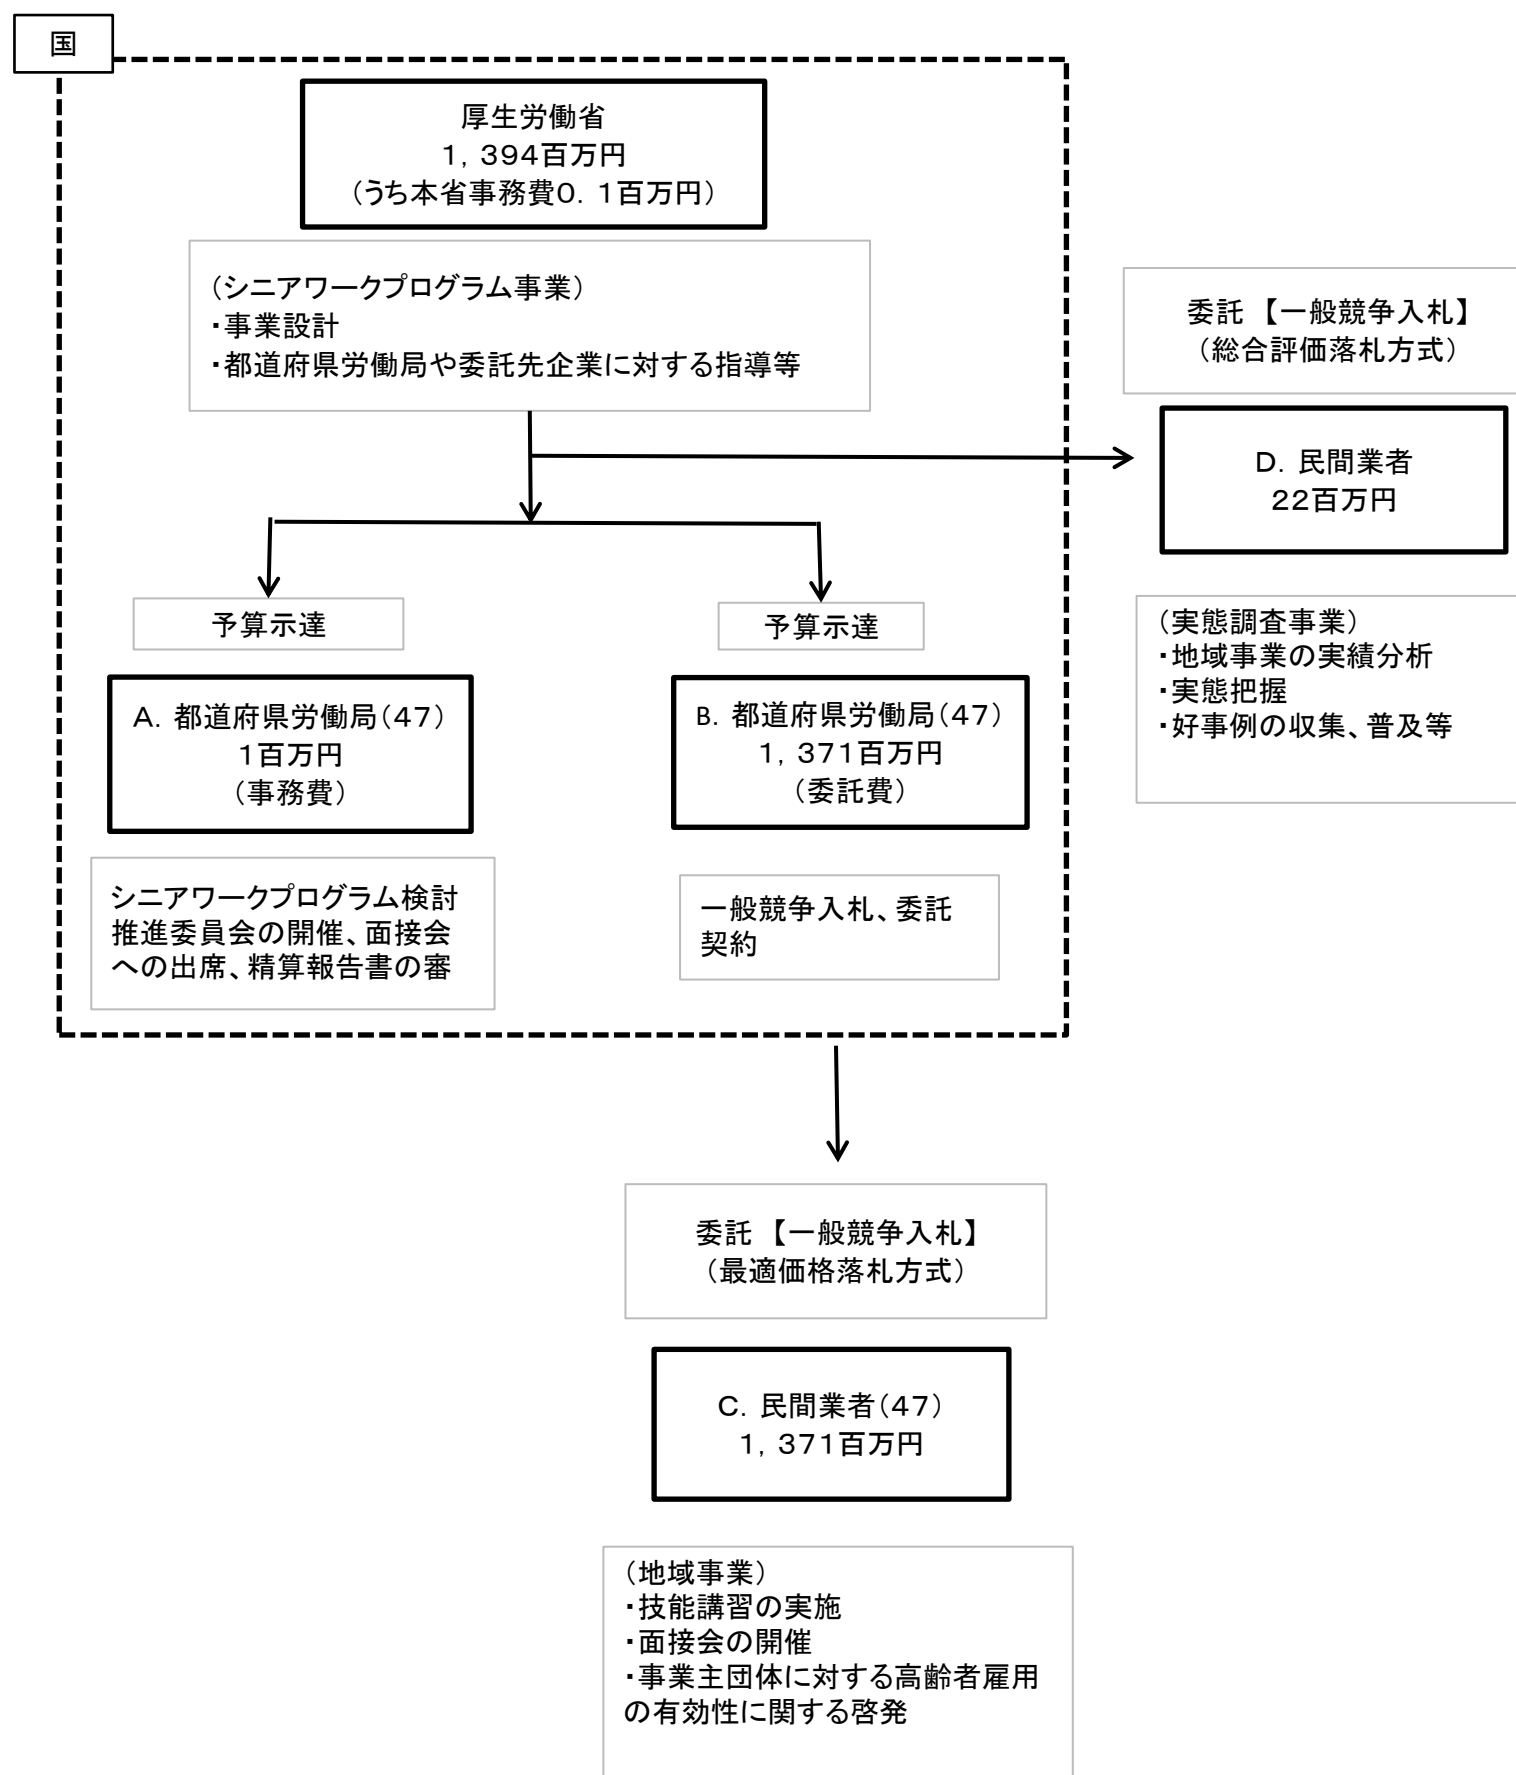 国
厚生労働省
1，394百万円
（うち本省事務費0．1百万円）
（シニアワークプログラム事業）
・事業設計
・都道府県労働局や委託先企業に対する指導等
委託 【一般競争入札】
（総合評価落札方式）
D．民間業者
22百万円
（実態調査事業）
・地域事業の実績分析
・実態把握
・好事例の収集、普及等
予算示達
予算示達
A．都道府県労働局（47）
1百万円
（事務費）
B．都道府県労働局（47）
1，371百万円
（委託費）
シニアワークプログラム検討
推進委員会の開催、面接会
への出席、精算報告書の審
一般競争入札、委託
契約
委託 【一般競争入札】
（最適価格落札方式）
C．民間業者（47）
1，371百万円
（地域事業）
・技能講習の実施
・面接会の開催
・事業主団体に対する高齢者雇用
の有効性に関する啓発